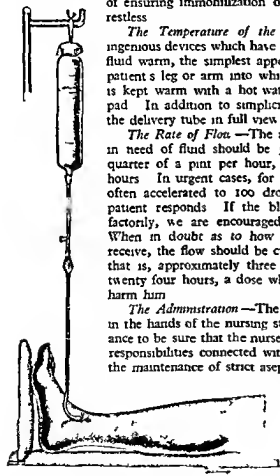 of ensuring immobilization o
restless
The Temperature of the
ingenious devices which have
fluid warm, the simplest appe
patient s leg or arm into whic
is kept warm with a hot wat
pad In addition to simplici
the delivery tube in full view
The Rate of Flow —The a
in need of fluid should be
quarter of a pint per hour,
hours In urgent cases, for
often accelerated to 100 dro
patient responds If the bl
factorily, we are encouraged
When in doubt as to how
receive, the flow should be c
that is, approximately three
twenty four hours, a dose wh
harm him
The Administration —The
in the hands of the nursing st
ance to be sure that the nurse
responsibilities connected wit
the maintenance of strict asep